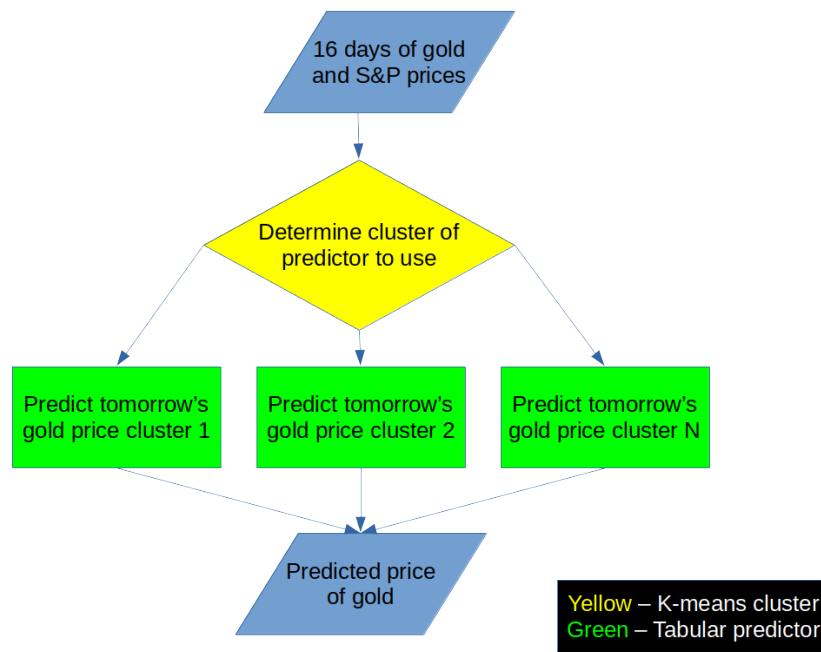 16 days of gold
and S&P prices
Determine cluster of
predictor to use
Predict tomorrow’s
gold price cluster 1
Predict tomorrow’s
gold price cluster 2
Predict tomorrow’s
gold price cluster N
Predicted price
of gold
Yellow – K-means cluster
Green – Tabular predictor